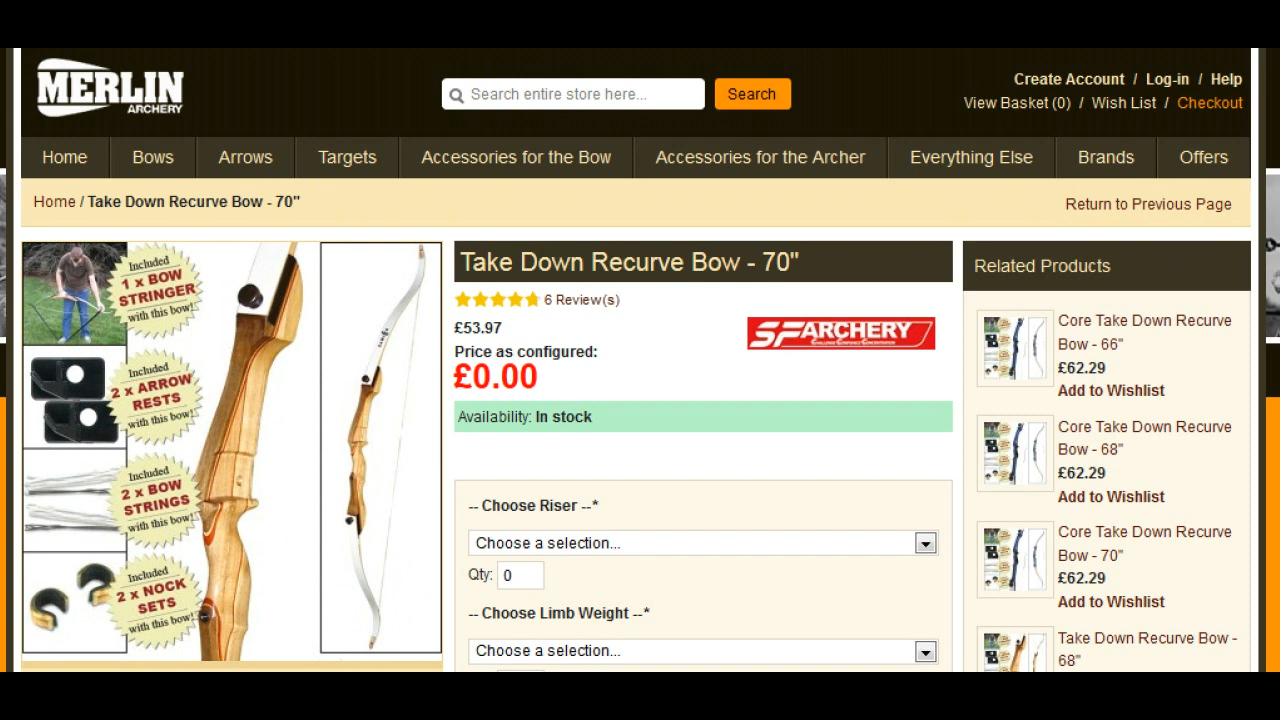 MERLIN
ARCHERY
Search entire store here...
Search
Create Account / Log-in / Help
View Basket (0) / Wish List / Checkout
Home
Bows
Arrows
Targets
Accessories for the Bow
Accessories for the Archer
Everything Else
Brands
Offers
Home / Take Down Recurve Bow - 70"
Return to Previous Page
Included
1 x BOW
STRINGER
with this bow!
Included
2 x ARROW
RESTS
with this bow!
Included
2 x BOW
STRINGS
with this bow!
Included
2 x NOCK
SETS
with this bow!
Take Down Recurve Bow - 70"
6 Review(s)
£53.97
Price as configured:
£0.00
SF ARCHERY
Availability: In stock
-- Choose Riser --*
Choose a selection...
Qty: 0
-- Choose Limb Weight --*
Choose a selection...
Related Products
Core Take Down Recurve
Bow - 66"
£62.29
Add to Wishlist
Core Take Down Recurve
Bow - 68"
£62.29
Add to Wishlist
Core Take Down Recurve
Bow - 70"
£62.29
Add to Wishlist
Take Down Recurve Bow -
68"